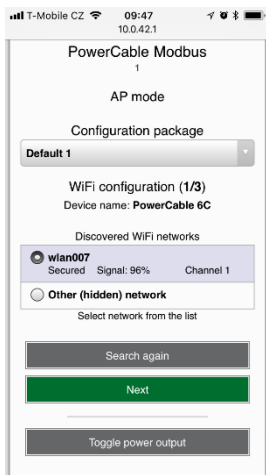 T-Mobile CZ 09:47
10.0.42.1
PowerCable Modbus
1
AP mode
Configuration package
Default 1
WiFi configuration (1/3)
Device name: PowerCable 6C
Discovered WiFi networks
wlan007
Secured Signal: 96% Channel 1
Other (hidden) network
Select network from the list
Search again
Next
Toggle power output